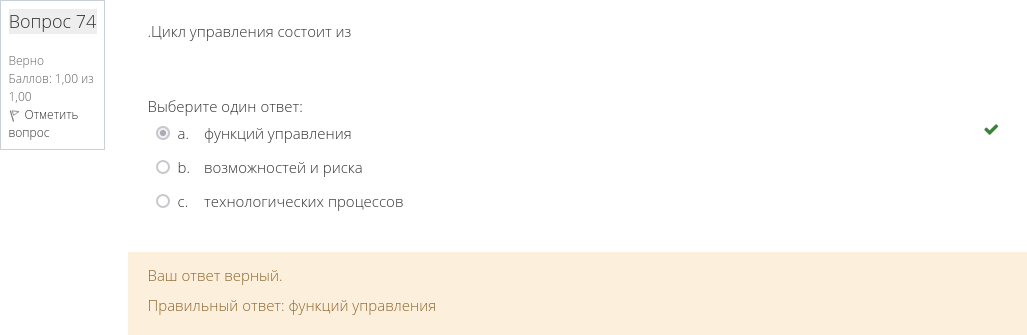 Вопрос 74
Верно
Баллов: 1,00 из
1,00
Отметить
вопрос
.Цикл управления состоит из
Выберите один ответ:
a. функций управления
b. возможностей и риска
c. технологических процессов
Ваш ответ верный.
Правильный ответ: функций управления